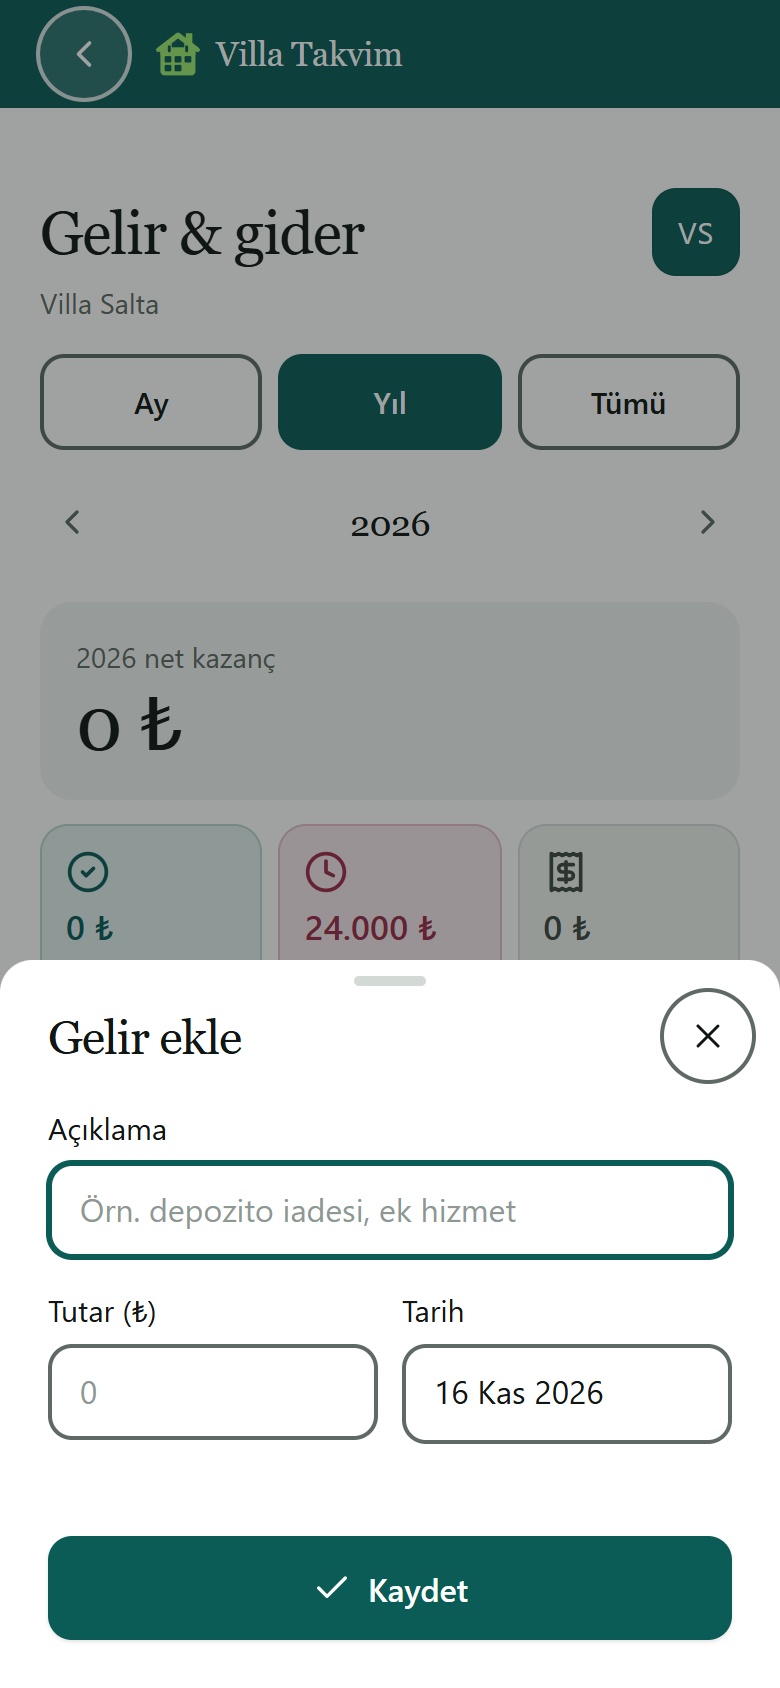 Villa Takvim
Gelir & gider
VS
Villa Salta
Ay
Yıl
Tümü
2026
2026 net kazanç
0 ₺
0 ₺
24.000 ₺
0 ₺
Gelir ekle
Açıklama
Örn. depozito iadesi, ek hizmet
Tutar (₺)
Tarih
0
16 Kas 2026
Kaydet